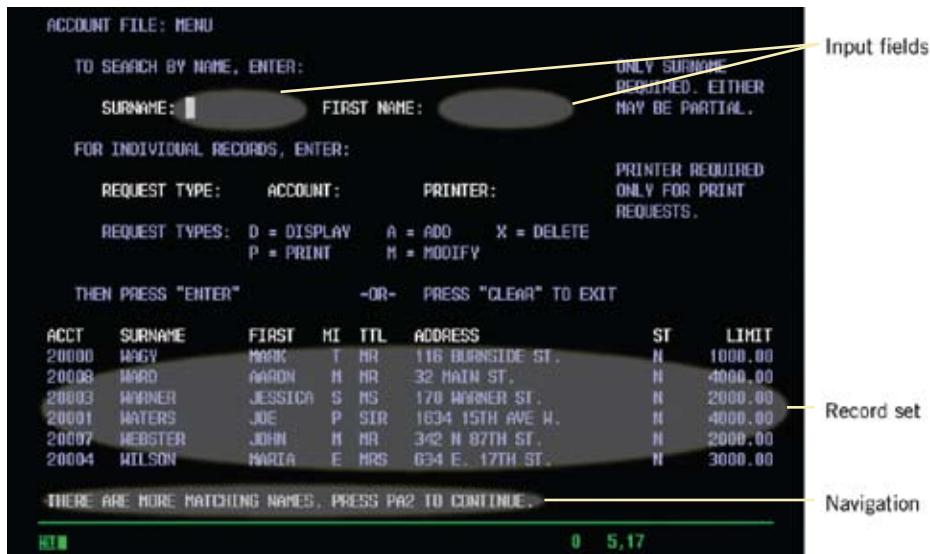 ACCOUNT FILE: MENU
TO SEARCH BY NAME, ENTER:
ONLY SURNAME
REQUIRED. EITHER
MAY BE PARTIAL.
SURNAME: FIRST NAME:
FOR INDIVIDUAL RECORDS, ENTER:
PRINTER REQUIRED
ONLY FOR PRINT
REQUESTS.
REQUEST TYPE: ACCOUNT: PRINTER:
REQUEST TYPES: D = DISPLAY A = ADD X = DELETE
P = PRINT M = MODIFY
THEN PRESS "ENTER" -OR- PRESS "CLEAR" TO EXIT
ACCT SURNAME FIRST MI TTL ADDRESS ST LIMIT
20000 WAGY MARK T MR 116 BURNSIDE ST. N 1000.00
20008 WARD AARON M MR 32 MAIN ST. N 4000.00
20003 WARNER JESSICA S MS 170 WARNER ST. N 2000.00
20001 WATERS JOE P SIR 1634 15TH AVE W. N 4000.00
20007 WEBSTER JOHN M MR 342 N 87TH ST. N 2000.00
20004 WILSON MARIA E MRS 634 E. 17TH ST. N 3000.00
THERE ARE MORE MATCHING NAMES. PRESS PA2 TO CONTINUE.
0 5,17
Input fields
Record set
Navigation